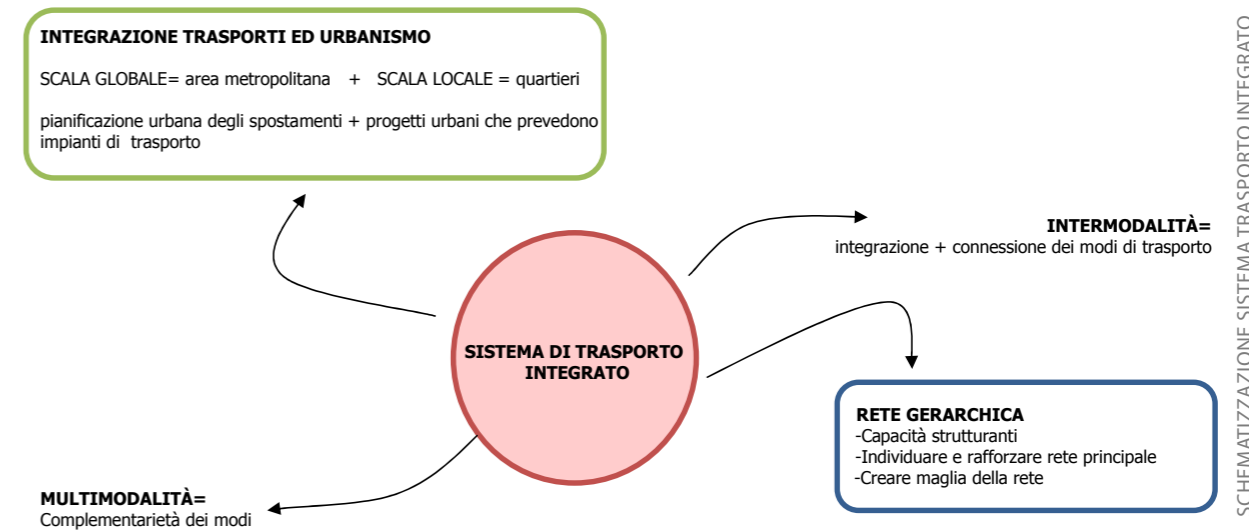 INTEGRAZIONE TRASPORTI ED URBANISMO
SCALA GLOBALE= area metropolitana + SCALA LOCALE = quartieri
pianificazione urbana degli spostamenti + progetti urbani che prevedono
impianti di trasporto
INTERMODALITÀ=
integrazione + connessione dei modi di trasporto
SISTEMA DI TRASPORTO
INTEGRATO
RETE GERARCHICA
-Capacità strutturanti
-Individuare e rafforzare rete principale
-Creare maglia della rete
MULTIMODALITÀ=
Complementarietà dei modi
SCHEMATIZZAZIONE SISTEMA TRASPORTO INTEGRATO